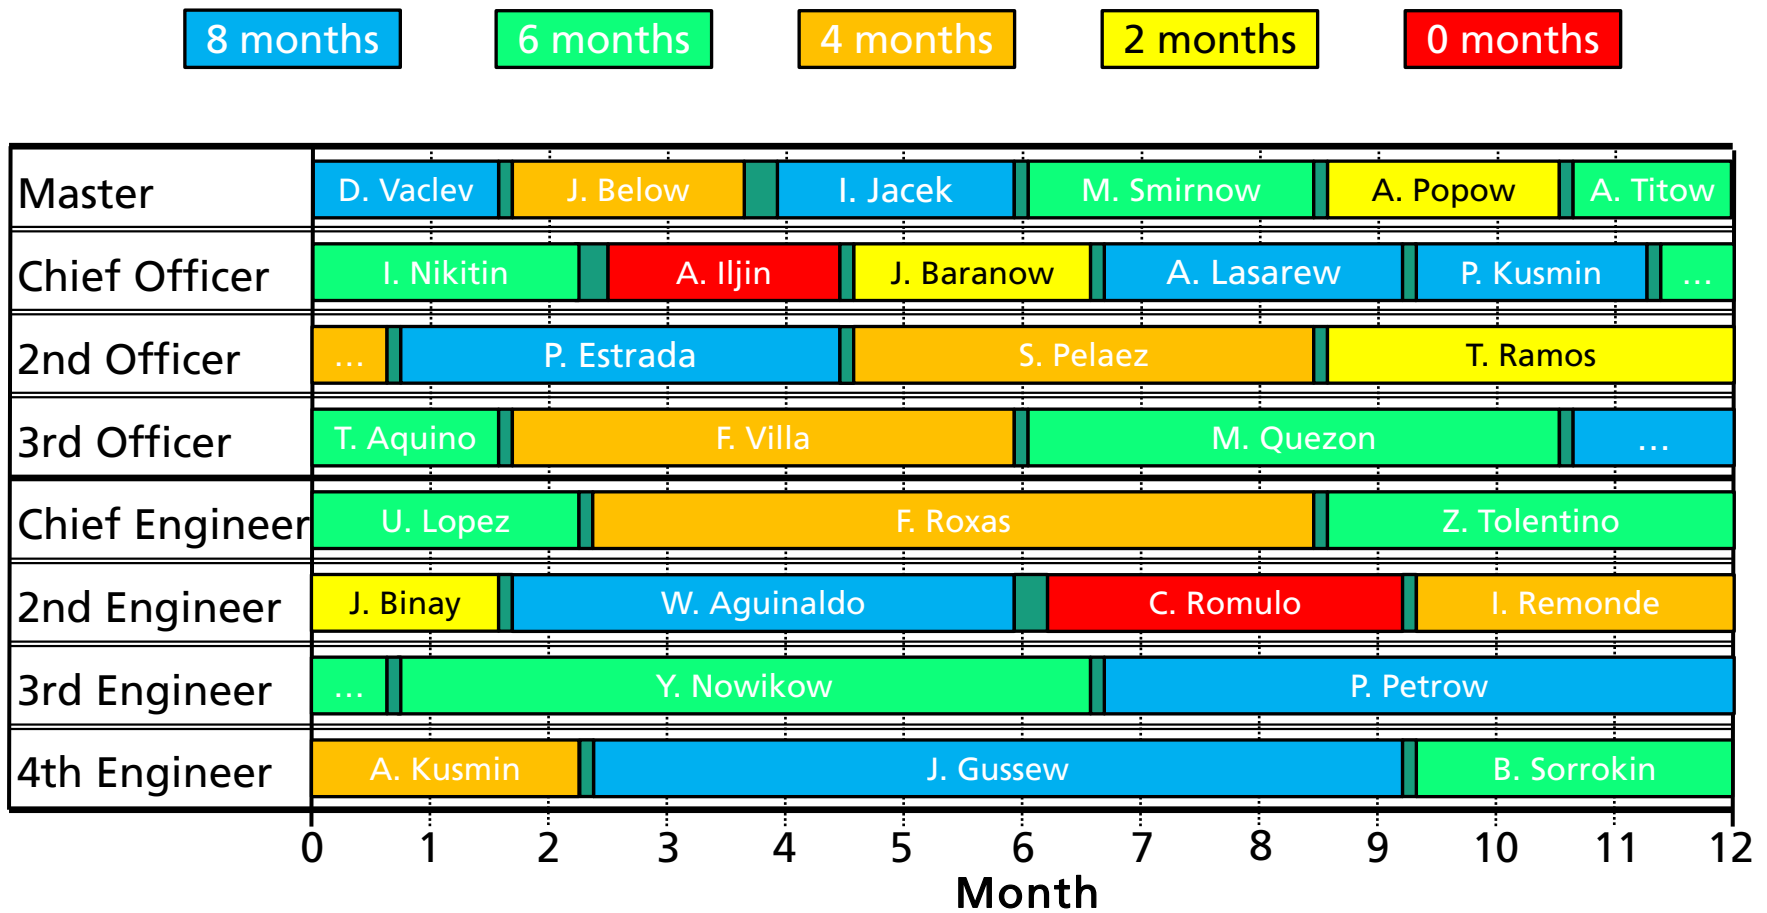 8 months 6 months 4 months 2 months 0 months
Master D. Vaclev J. Below I. Jacek M. Smirnow A. Popow A. Titow
Chief Officer I. Nikitin A. Iljin J. Baranow A. Lasarew P. Kusmin ...
2nd Officer ... P. Estrada S. Pelaez T. Ramos
3rd Officer T. Aquino F. Villa M. Quezon ...
Chief Engineer U. Lopez F. Roxas Z. Tolentino
2nd Engineer J. Binay W. Aguinaldo C. Romulo I. Remonde
3rd Engineer ... Y. Nowikow P. Petrow
4th Engineer A. Kusmin J. Gussew B. Sorrokin
0 1 2 3 4 5 6 7 8 9 10 11 12
Month